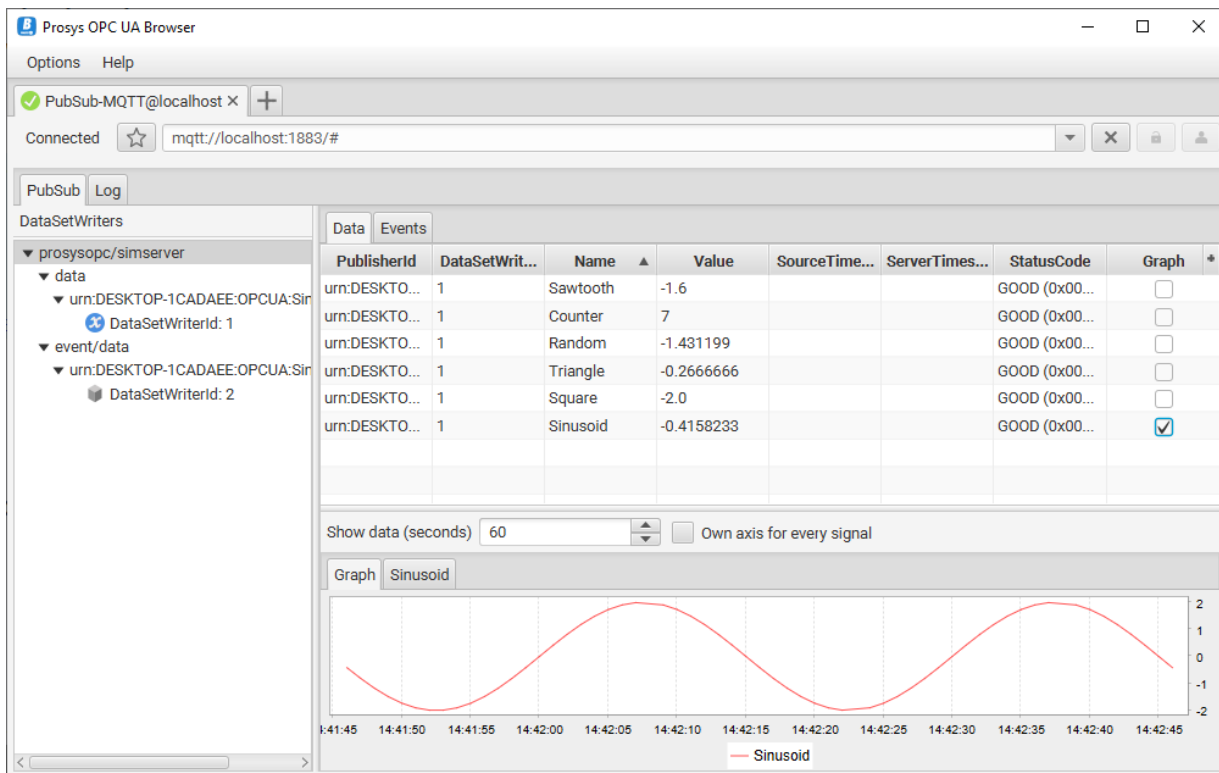 Prosys OPC UA Browser
Options Help
PubSub-MQTT@localhost
Connected mqtt://localhost:1883/#
PubSub Log
DataSetWriters
prosysopc/simserver
data
urn:DESKTOP-1CADAEE:OPCUA:Sin
DataSetWriterId: 1
event/data
urn:DESKTOP-1CADAEE:OPCUA:Sin
DataSetWriterId: 2
Data Events
PublisherId DataSetWrit... Name Value SourceTime... ServerTimes... StatusCode Graph
urn:DESKTO... 1 Sawtooth -1.6 GOOD (0x00...
urn:DESKTO... 1 Counter 7 GOOD (0x00...
urn:DESKTO... 1 Random -1.431199 GOOD (0x00...
urn:DESKTO... 1 Triangle -0.2666666 GOOD (0x00...
urn:DESKTO... 1 Square -2.0 GOOD (0x00...
urn:DESKTO... 1 Sinusoid -0.4158233 GOOD (0x00...
Show data (seconds) 60 Own axis for every signal
Graph Sinusoid
2
1
0
-1
-2
4:41:45 14:41:50 14:41:55 14:42:00 14:42:05 14:42:10 14:42:15 14:42:20 14:42:25 14:42:30 14:42:35 14:42:40 14:42:45
Sinusoid